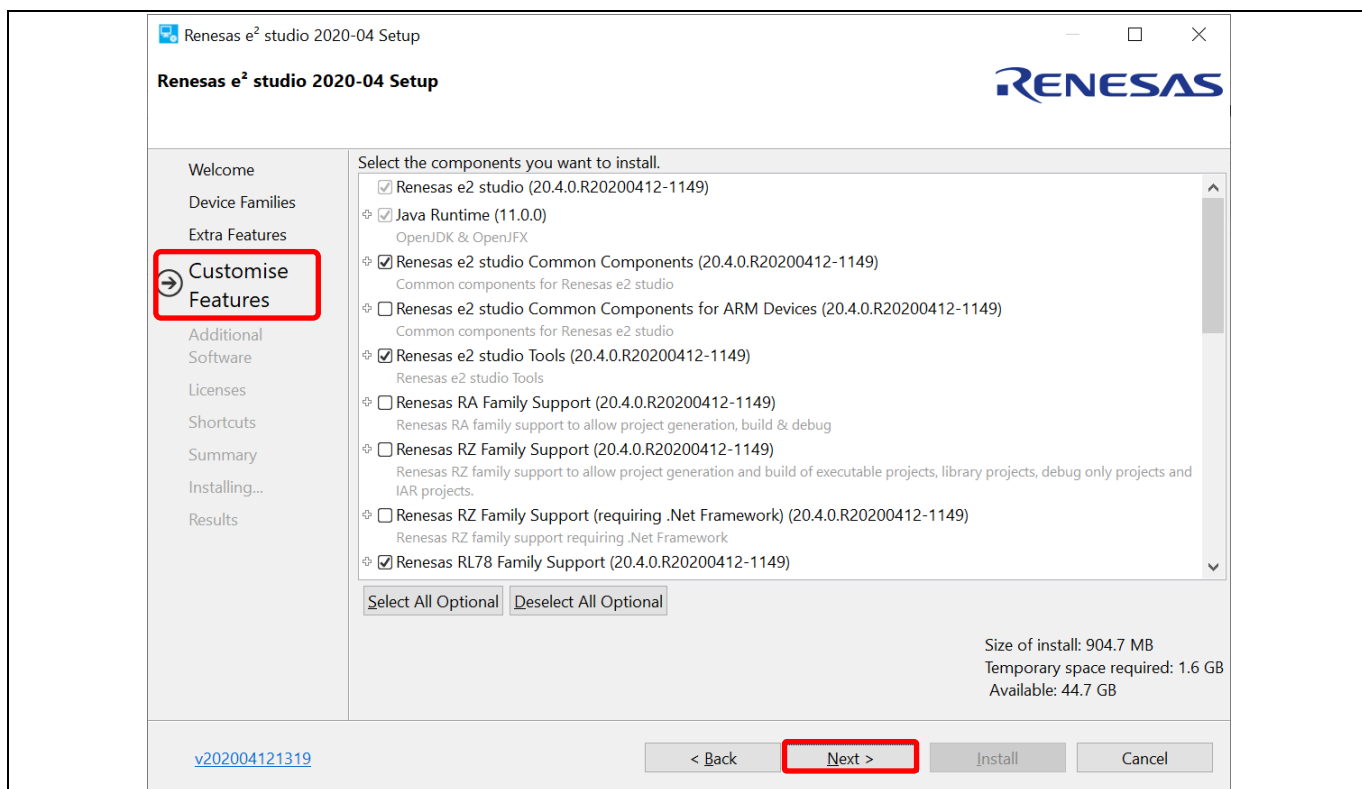 Renesas e² studio 2020-04 Setup
Renesas e² studio 2020-04 Setup
RENESAS
Welcome
Device Families
Extra Features
Customise
Features
Additional
Software
Licenses
Shortcuts
Summary
Installing...
Results
Select the components you want to install.
Renesas e2 studio (20.4.0.R20200412-1149)
Java Runtime (11.0.0)
OpenJDK & OpenJFX
Renesas e2 studio Common Components (20.4.0.R20200412-1149)
Common components for Renesas e2 studio
Renesas e2 studio Common Components for ARM Devices (20.4.0.R20200412-1149)
Common components for Renesas e2 studio
Renesas e2 studio Tools (20.4.0.R20200412-1149)
Renesas e2 studio Tools
Renesas RA Family Support (20.4.0.R20200412-1149)
Renesas RA family support to allow project generation, build & debug
Renesas RZ Family Support (20.4.0.R20200412-1149)
Renesas RZ family support to allow project generation and build of executable projects, library projects, debug only projects and
IAR projects.
Renesas RZ Family Support (requiring .Net Framework) (20.4.0.R20200412-1149)
Renesas RZ family support requiring .Net Framework
Renesas RL78 Family Support (20.4.0.R20200412-1149)
Select All Optional
Deselect All Optional
Size of install: 904.7 MB
Temporary space required: 1.6 GB
Available: 44.7 GB
v202004121319
< Back
Next >
Install
Cancel